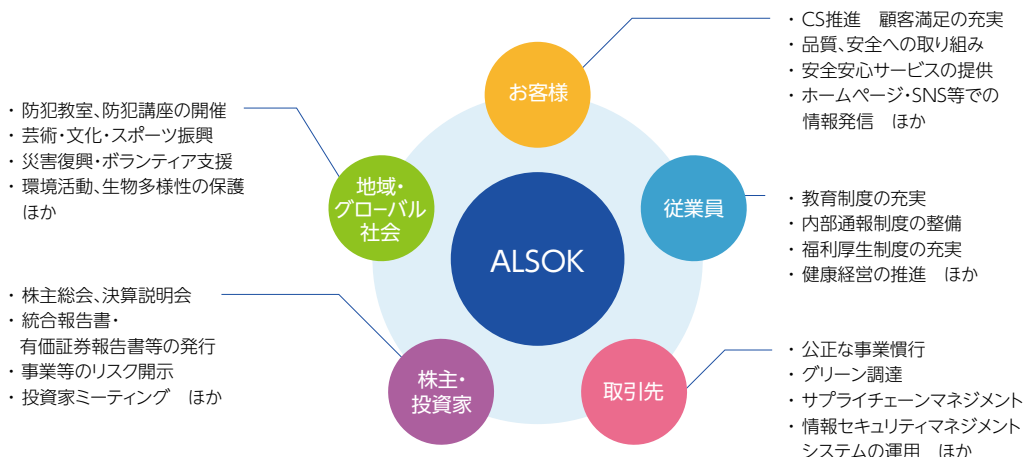 ・ CS推進　顧客満足の充実
・ 品質、安全への取り組み
・ 安全安心サービスの提供
・ ホームページ・SNS等での
情報発信　ほか
お客様
・ 防犯教室、防犯講座の開催
・ 芸術・文化・スポーツ振興
・ 災害復興・ボランティア支援
・ 環境活動、生物多様性の保護
ほか
地域・
グローバル
社会
従業員
・ 教育制度の充実
・ 内部通報制度の整備
・ 福利厚生制度の充実
・ 健康経営の推進　ほか
ALSOK
・ 株主総会、決算説明会
・ 統合報告書・
有価証券報告書等の発行
・ 事業等のリスク開示
・ 投資家ミーティング　ほか
株主・
投資家
取引先
・ 公正な事業慣行
・ グリーン調達
・ サプライチェーンマネジメント
・ 情報セキュリティマネジメント
システムの運用　ほか